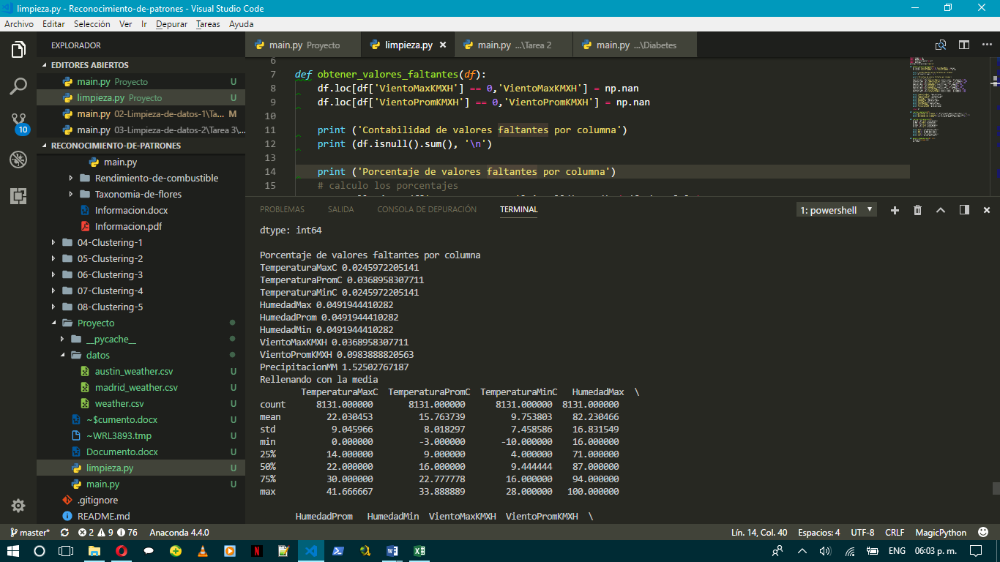 limpieza.py - Reconocimiento-de-patrones - Visual Studio Code
Archivo Editar Selección Ver Ir Depurar Tareas Ayuda
EXPLORADOR
EDITORES ABIERTOS
main.py Proyecto U
limpieza.py Proyecto U
main.py 02-Limpieza-de-datos-1\Ta... M
main.py 03-Limpieza-de-datos-2\Tarea 3\...
RECONOCIMIENTO-DE-PATRONES
main.py
Rendimiento-de-combustible
Taxonomia-de-flores
Informacion.docx
Informacion.pdf
04-Clustering-1
05-Clustering-2
06-Clustering-3
07-Clustering-4
08-Clustering-5
Proyecto
__pycache__
datos
austin_weather.csv U
madrid_weather.csv U
weather.csv U
~$cumento.docx U
~WRL3893.tmp U
Documento.docx U
limpieza.py U
main.py U
.gitignore
README.md
10
main.py Proyecto limpieza.py × main.py ...\Tarea 2 main.py ...\Diabetes
6
7 def obtener_valores_faltantes(df):
8 df.loc[df['VientoMaxKMXH'] == 0,'VientoMaxKMXH'] = np.nan
9 df.loc[df['VientoPromKMXH'] == 0,'VientoPromKMXH'] = np.nan
10
11 print ('Contabilidad de valores faltantes por columna')
12 print (df.isnull().sum(), '\n')
13
14 print ('Porcentaje de valores faltantes por columna')
15 # calculo los porcentajes
PROBLEMAS SALIDA CONSOLA DE DEPURACIÓN TERMINAL 1: powershell
dtype: int64
Porcentaje de valores faltantes por columna
TemperaturaMaxC 0.0245972205141
TemperaturaPromC 0.0368958307711
TemperaturaMinC 0.0245972205141
HumedadMax 0.0491944410282
HumedadProm 0.0491944410282
HumedadMin 0.0491944410282
VientoMaxKMXH 0.0368958307711
VientoPromKMXH 0.0983888820563
PrecipitacionMM 1.52502767187
Rellenando con la media
TemperaturaMaxC TemperaturaPromC TemperaturaMinC HumedadMax \
count 8131.000000 8131.000000 8131.000000 8131.000000
mean 22.030453 15.763739 9.753803 82.230466
std 9.045966 8.018297 7.458586 16.831549
min 0.000000 -3.000000 -10.000000 16.000000
25% 14.000000 9.000000 4.000000 71.000000
50% 22.000000 16.000000 9.444444 87.000000
75% 30.000000 22.777778 16.000000 94.000000
max 41.666667 33.888889 28.000000 100.000000
HumedadProm HumedadMin VientoMaxKMXH VientoPromKMXH \
master* 2 9 76 Anaconda 4.4.0 Lín. 14, Col. 40 Espacios: 4 UTF-8 CRLF MagicPython
ENG 06:03 p. m.